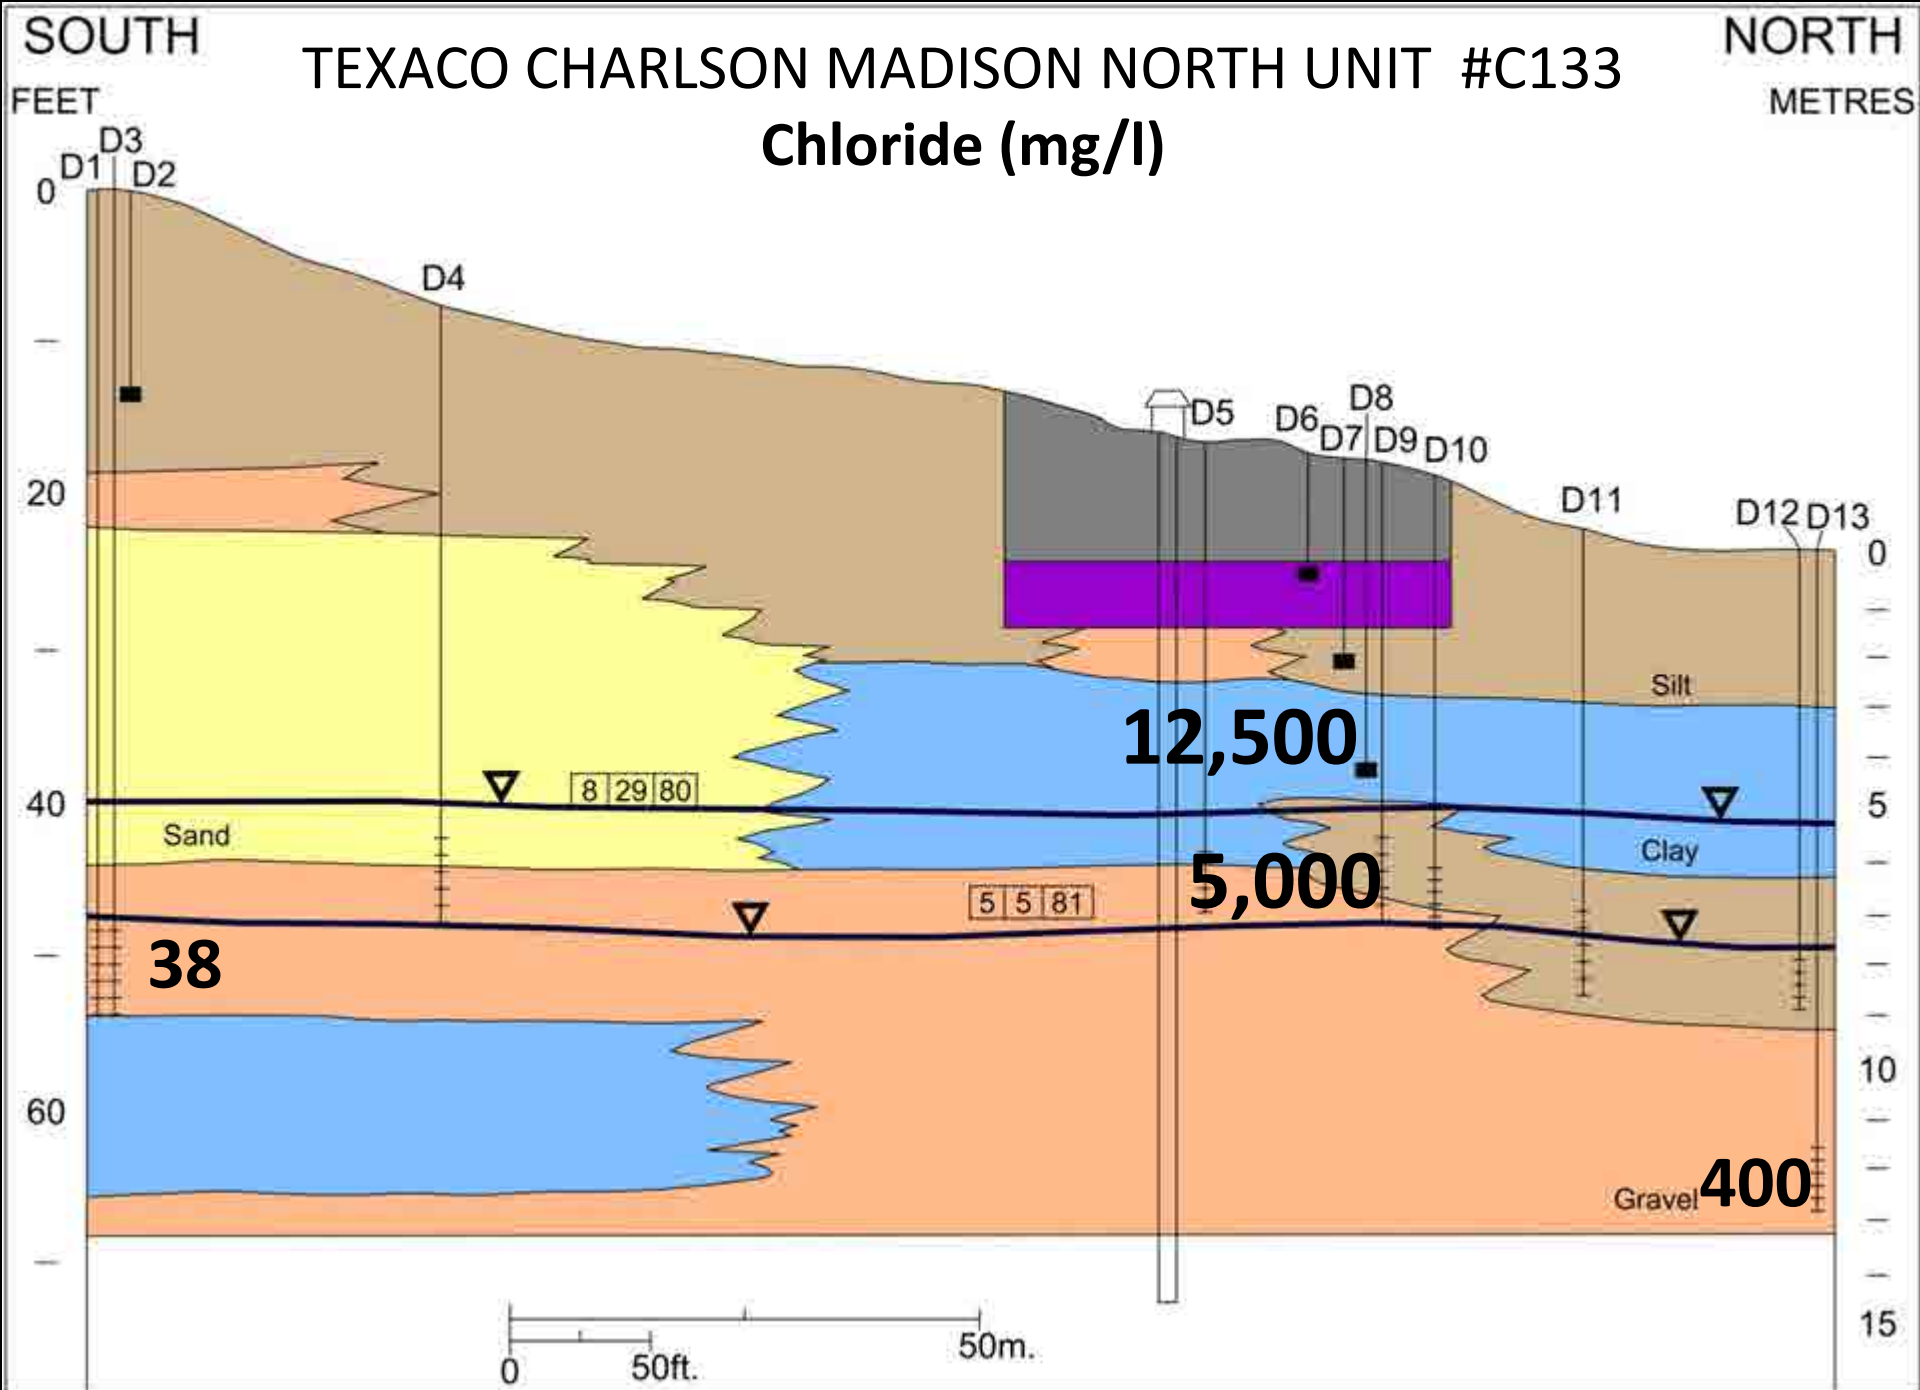 SOUTH
NORTH
TEXACO CHARLSON MADISON NORTH UNIT #C133
FEET
METRES
Chloride (mg/l)
D3
D1
D2
0
D4
D8
D5
D6
D7
D9
D10
20
D11
D12
D13
0
Silt
12,500
8 29 80
40
5
Sand
Clay
5,000
5 5 81
38
10
60
400
Gravel
15
50m.
0
50ft.